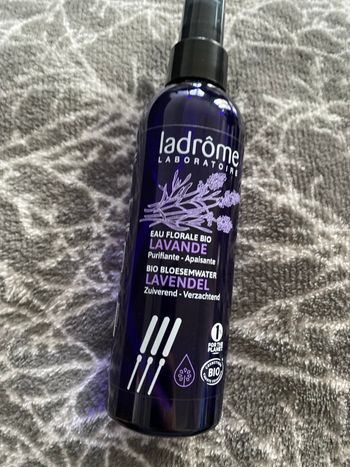 ladrôme
LABORATOIRE
EAU FLORALE BIO
LAVANDE
Purifiante - Apaisante
BIO BLOESEMWATER
LAVENDEL
Zuiverend - Verzachtend
1
FOR THE
PLANET
BIO